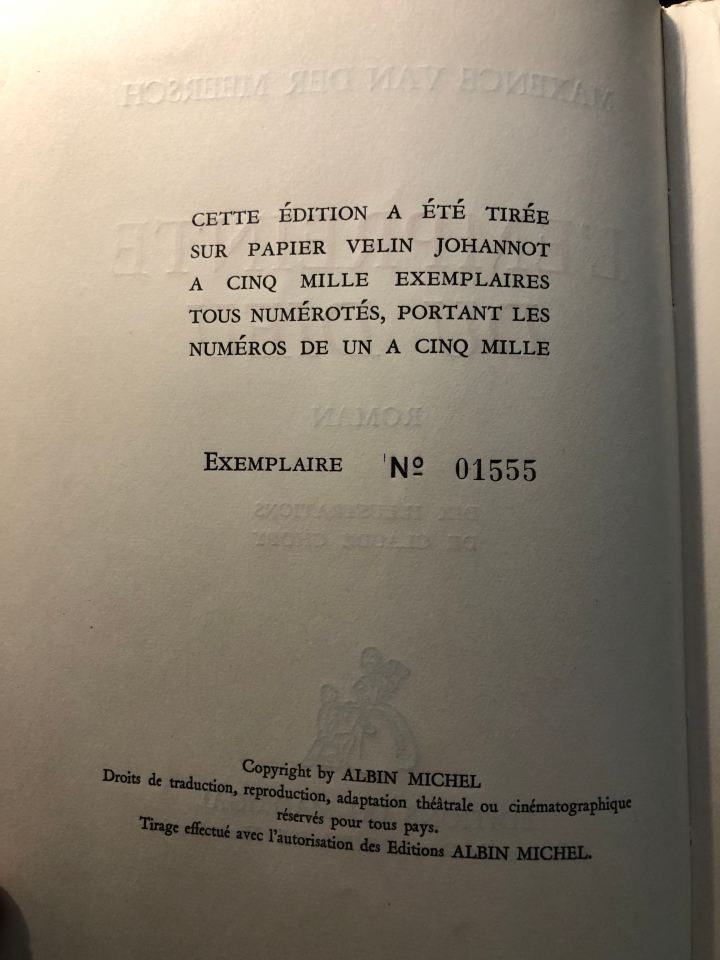 CETTE ÉDITION A ÉTÉ TIRÉE
SUR PAPIER VELIN JOHANNOT
A CINQ MILLE EXEMPLAIRES
TOUS NUMÉROTÉS, PORTANT LES
NUMÉROS DE UN A CINQ MILLE
EXEMPLAIRE Nº 01555
Copyright by ALBIN MICHEL
Droits de traduction, reproduction, adaptation théâtrale ou cinématographique
réservés pour tous pays.
Tirage effectué avec l'autorisation des Editions ALBIN MICHEL.